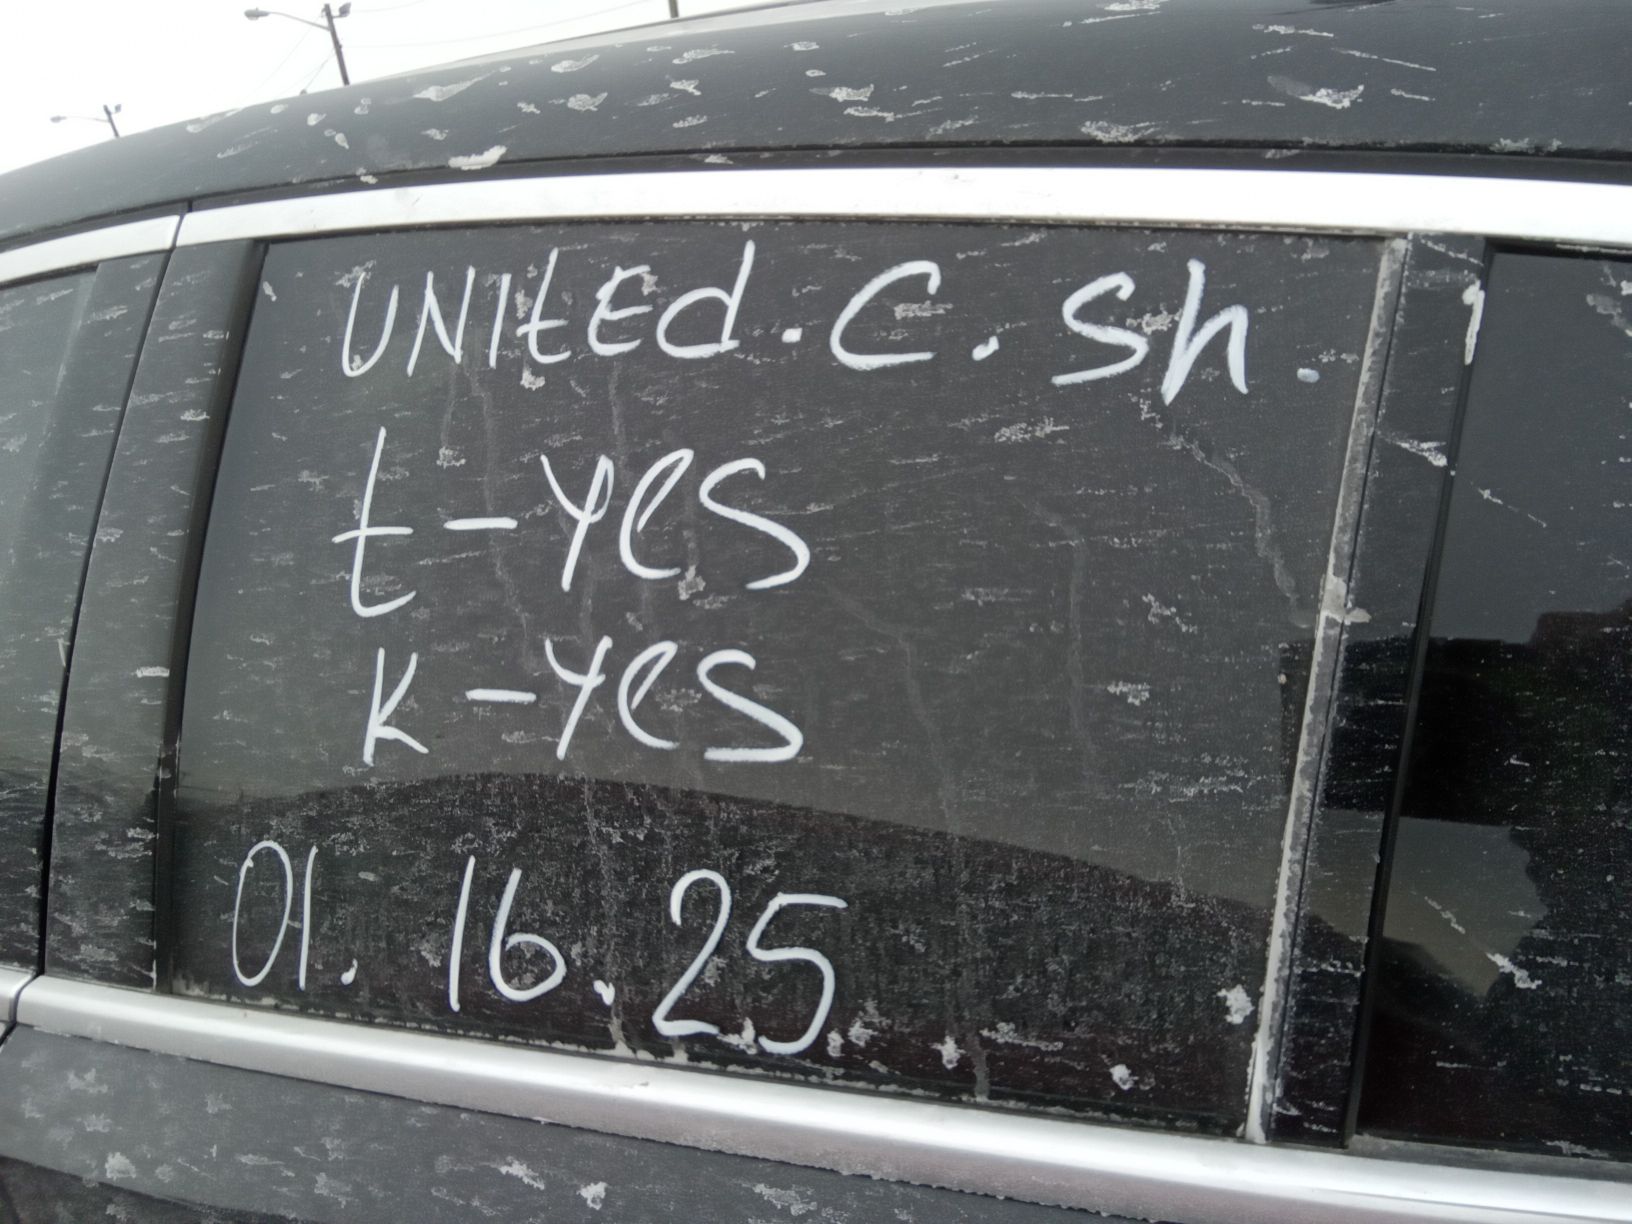 UNItEd. C. Sh.
t - yes
K - yes
01. 16. 25